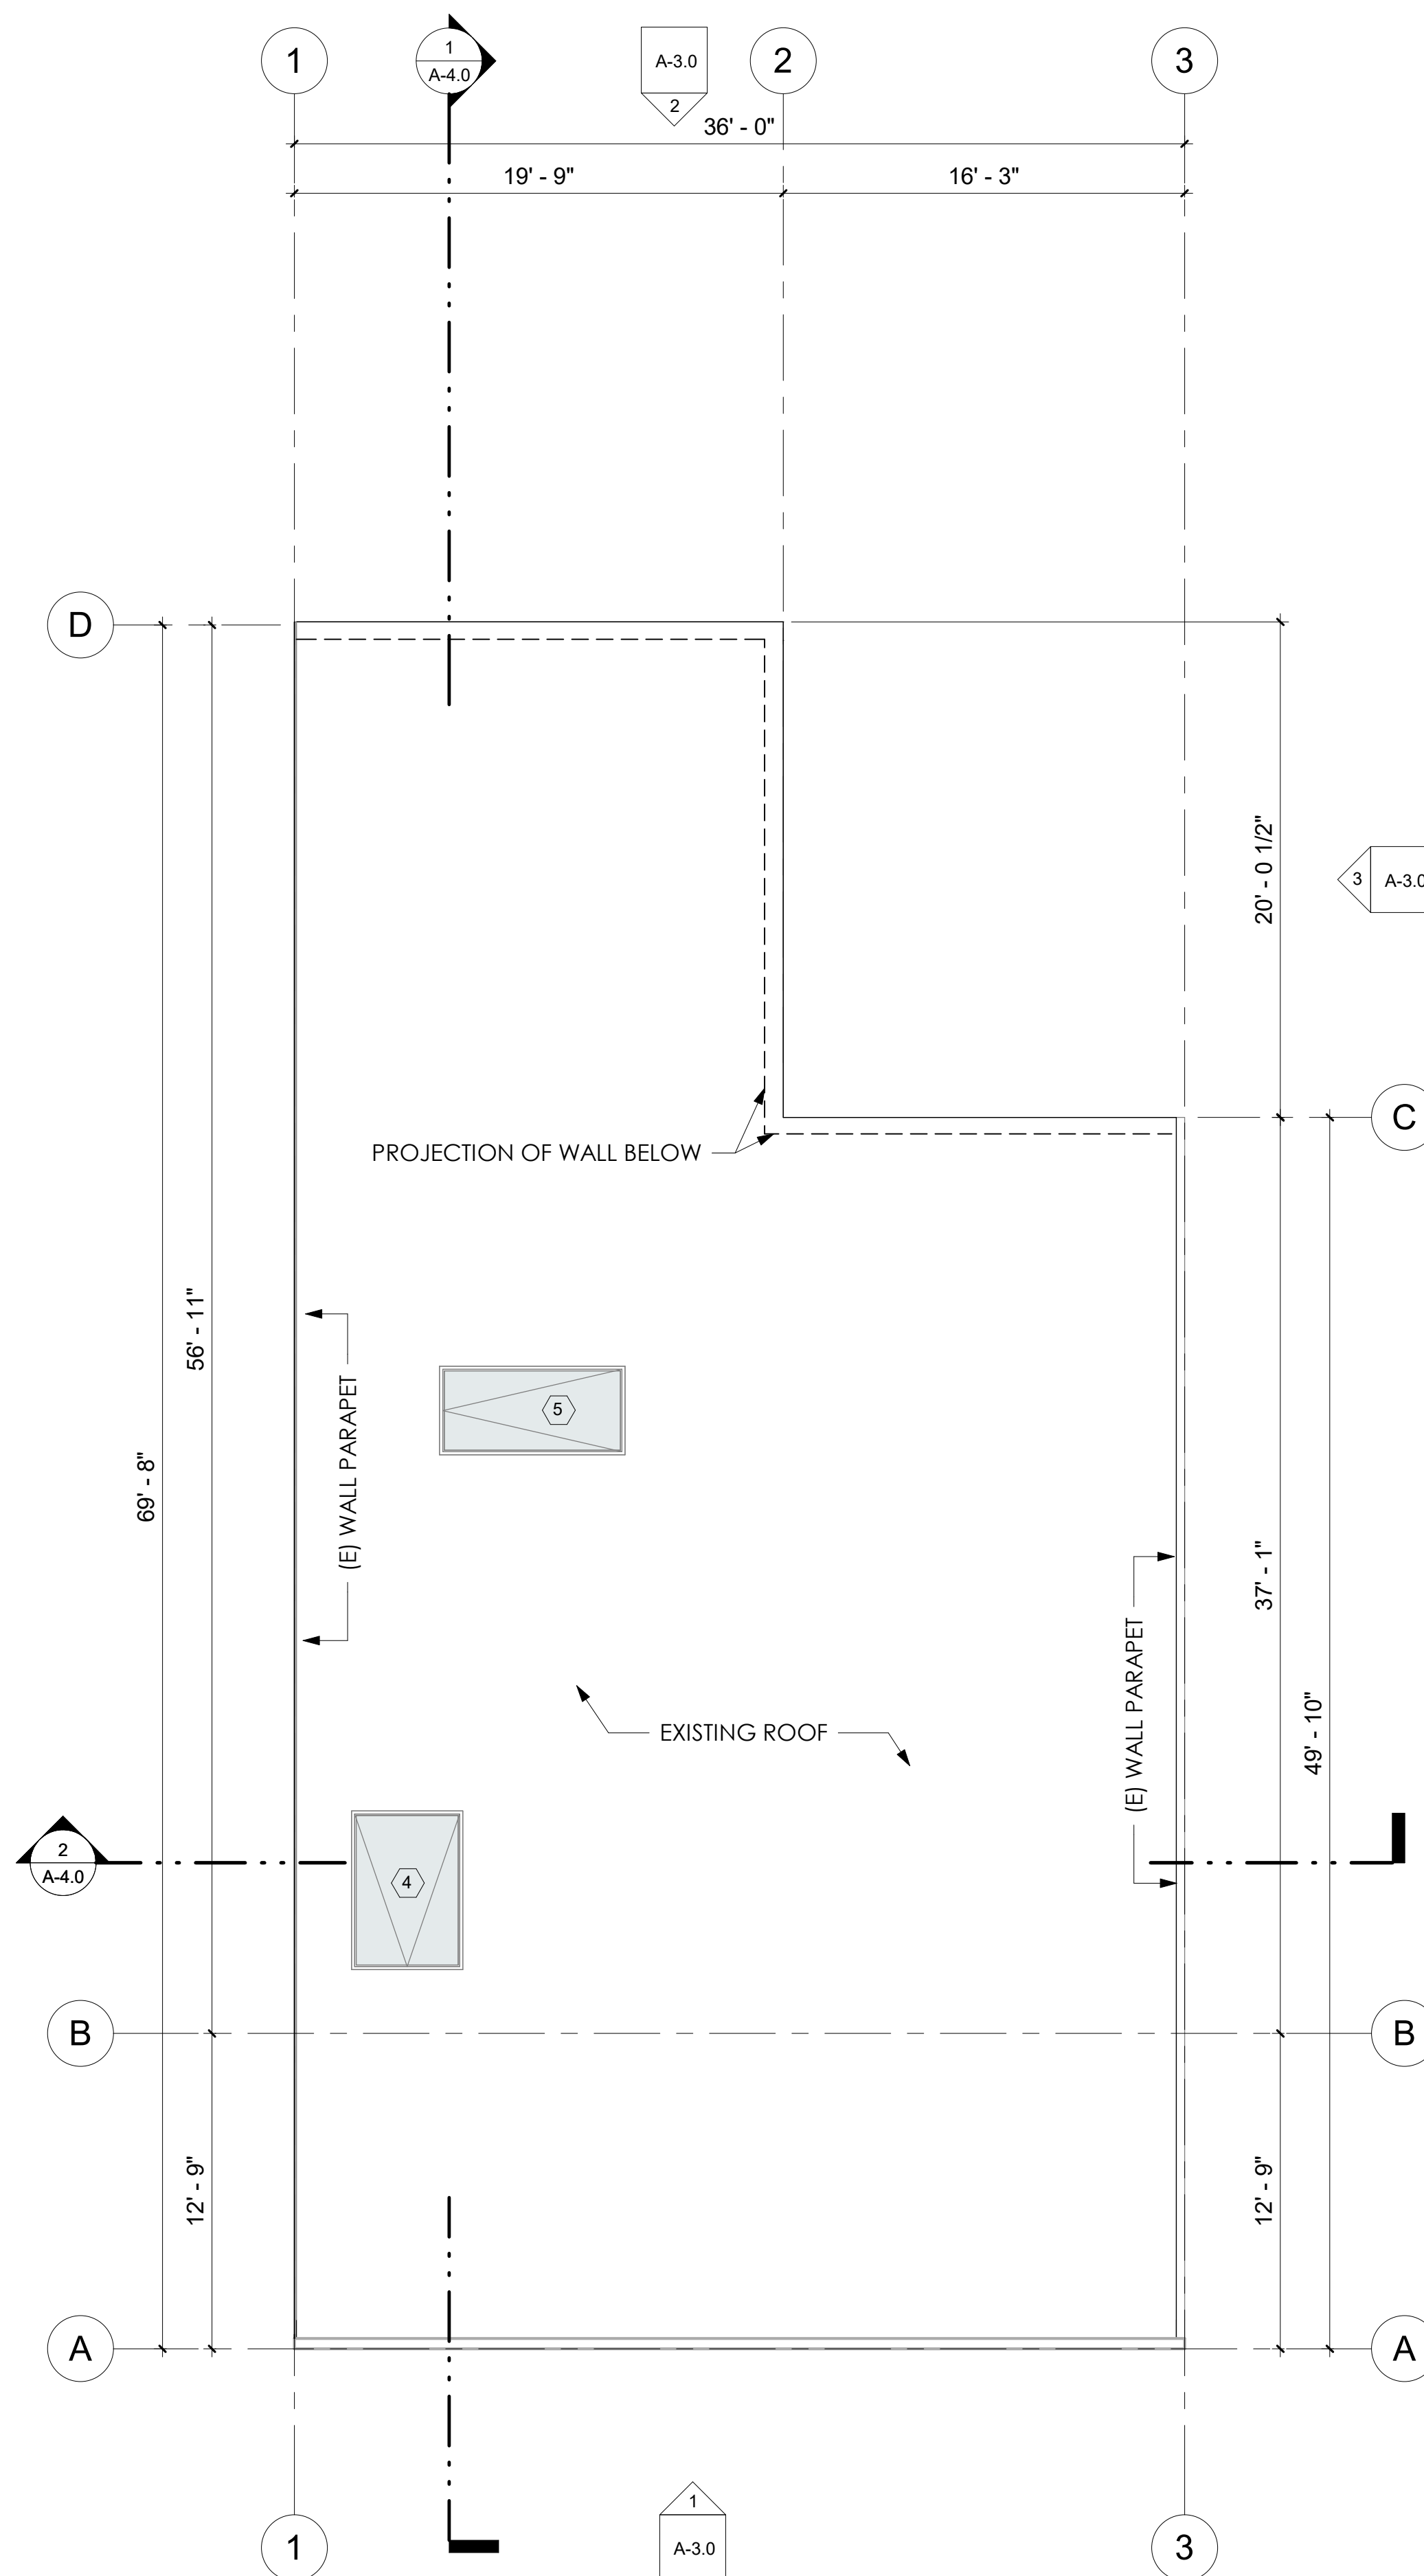 1
1
A-4.0
A-3.0
2
2
3
36' - 0"
19' - 9"
16' - 3"
D
20' - 0 1/2"
3
A-3.0
C
PROJECTION OF WALL BELOW
56' - 11"
(E) WALL PARAPET
5
69' - 8"
37' - 1"
(E) WALL PARAPET
49' - 10"
EXISTING ROOF
2
A-4.0
4
B
B
12' - 9"
12' - 9"
A
A
1
1
A-3.0
3